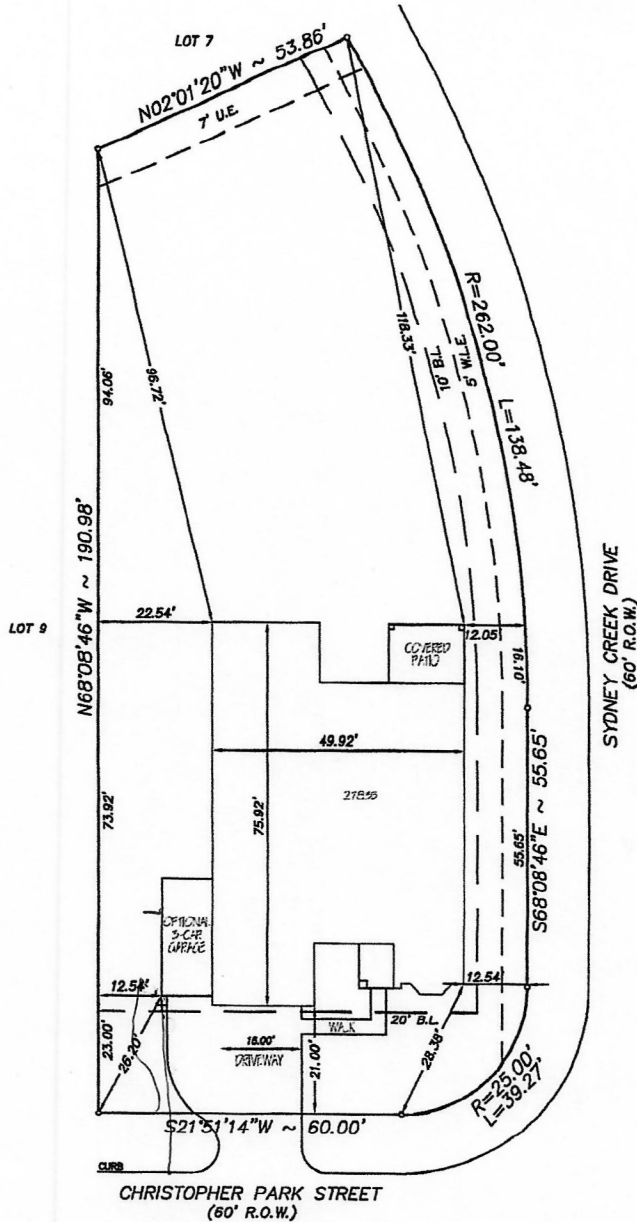 LOT 7
N02°01'20"W ~ 53.86'
7' U.E.
R=262.00'
L=138.48'
5' W.L.E.
10' B.L.
118.33'
96.72'
94.06'
N68°08'46"W ~ 190.98'
LOT 9
22.54'
12.05
16.10'
COVERED
PATIO
SYDNEY CREEK DRIVE
(60' R.O.W.)
49.92'
75.92'
73.92'
S68°08'46"E ~ 55.65'
55.65'
OPTIONAL
3-CAR
GARAGE
12.54'
12.54'
23.00'
26.20'
20' B.L.
WALK
DRIVEWAY
21.00'
28.38'
R=25.00'
L=39.27'
S21°51'14"W ~ 60.00'
CURB
CHRISTOPHER PARK STREET
(60' R.O.W.)